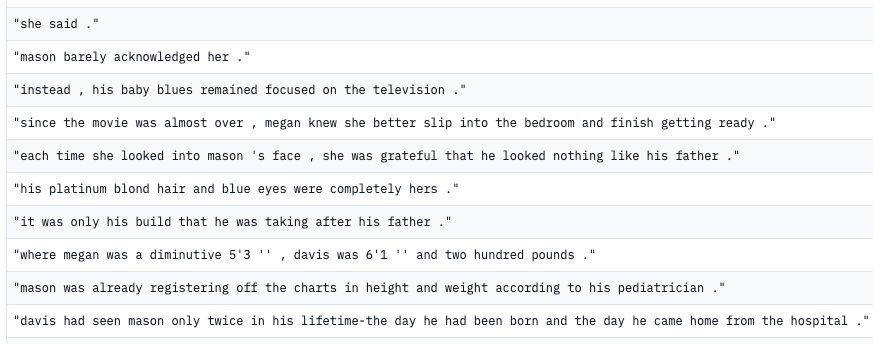 "she said ."
"mason barely acknowledged her ."
"instead , his baby blues remained focused on the television ."
"since the movie was almost over , megan knew she better slip into the bedroom and finish getting ready ."
"each time she looked into mason 's face , she was grateful that he looked nothing like his father ."
"his platinum blond hair and blue eyes were completely hers ."
"it was only his build that he was taking after his father ."
"where megan was a diminutive 5'3 '' , davis was 6'1 '' and two hundred pounds ."
"mason was already registering off the charts in height and weight according to his pediatrician ."
"davis had seen mason only twice in his lifetime-the day he had been born and the day he came home from the hospital ."